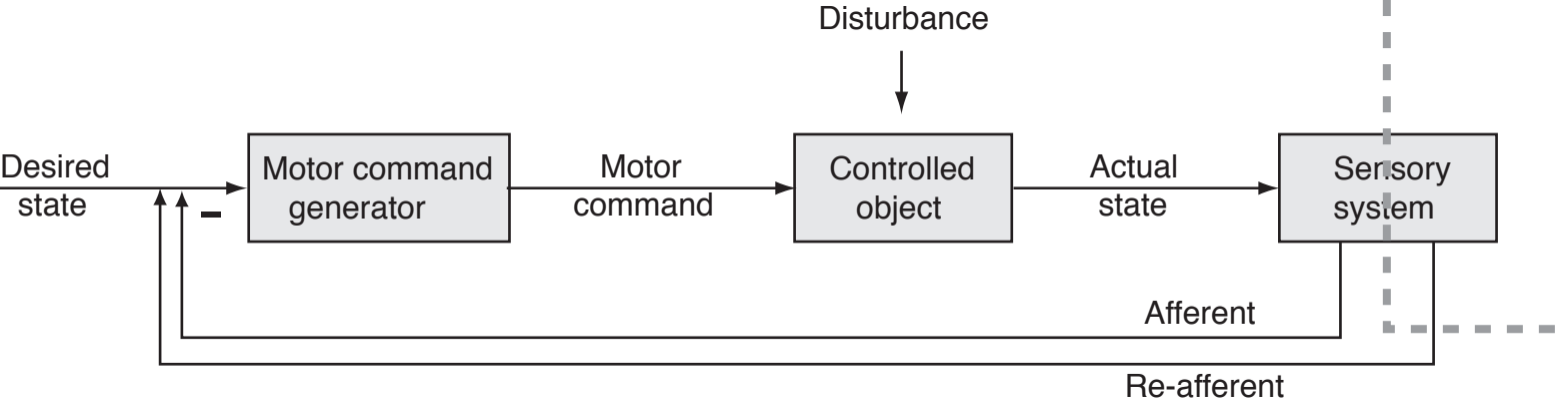 Disturbance
Desired
state
–
Motor command
generator
Motor
command
Controlled
object
Actual
state
Sensory
system
Afferent
Re-afferent